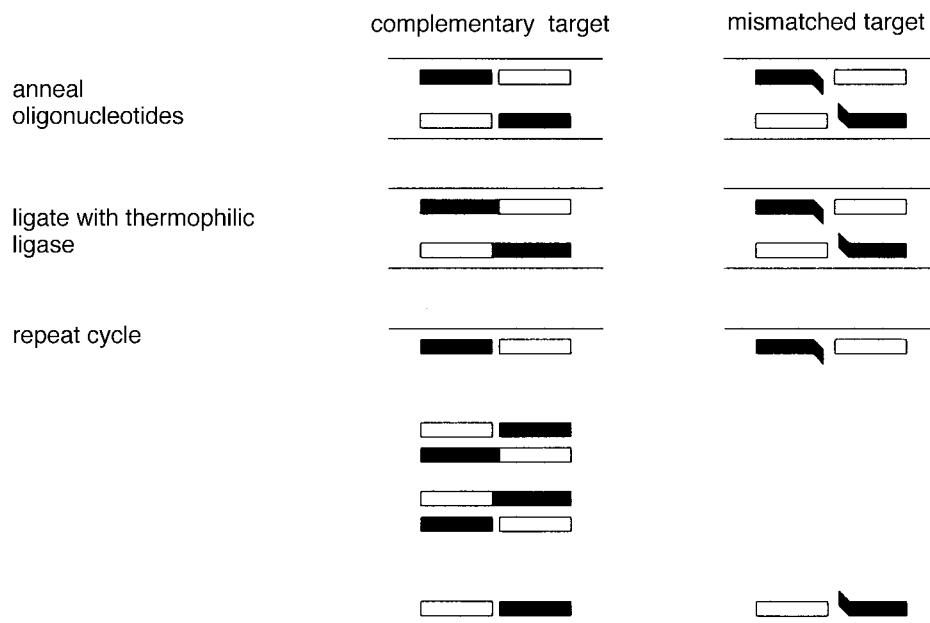 complementary target
mismatched target
anneal
oligonucleotides
ligate with thermophilic
ligase
repeat cycle